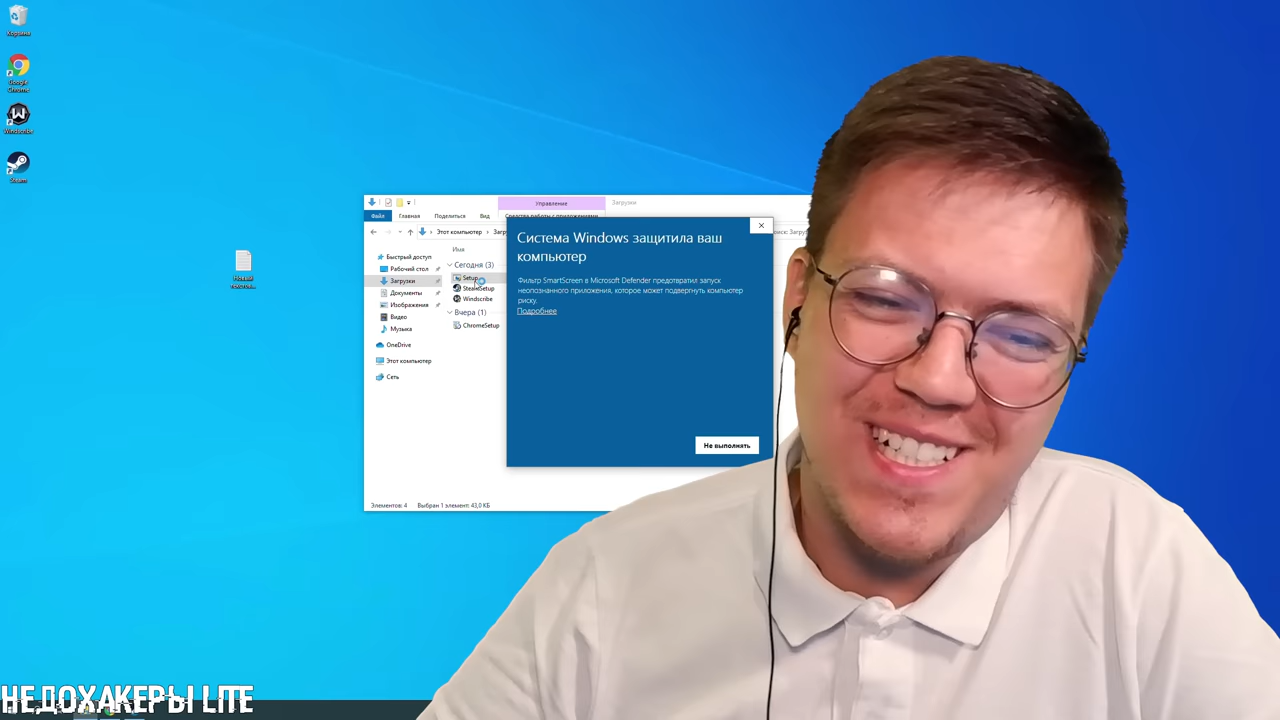 Корзина
Google
Chrome
Windscribe
Steam
Новый
текстов...
Управление
Загрузки
Файл
Главная
Поделиться
Вид
Средства работы с приложениями
Этот компьютер
Имя
Быстрый доступ
Рабочий стол
Загрузки
Документы
Изображения
Видео
Музыка
OneDrive
Этот компьютер
Сеть
Сегодня (3)
Setup
SteamSetup
Windscribe
Вчера (1)
ChromeSetup
Система Windows защитила ваш
компьютер
Фильтр SmartScreen в Microsoft Defender предотвратил запуск
неопознанного приложения, которое может подвергнуть компьютер
риску.
Подробнее
Не выполнять
Элементов: 4
Выбран 1 элемент: 43,0 КБ
НЕДОХАКЕРЫ LITE